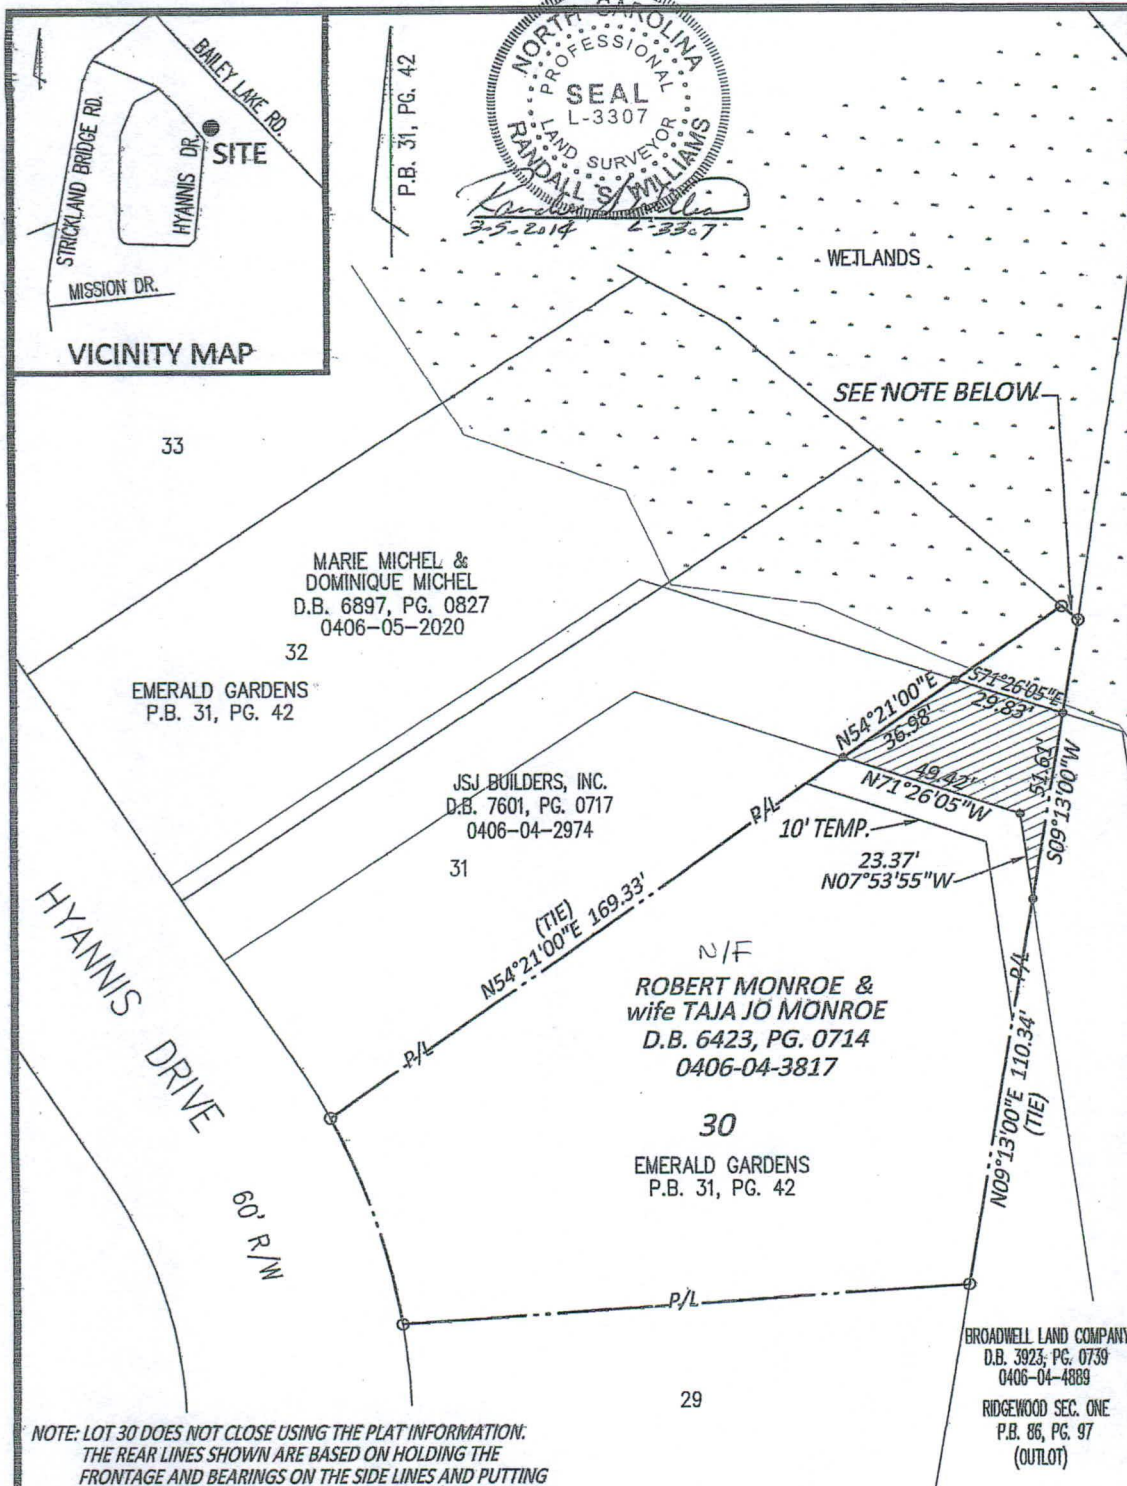 STRICKLAND BRIDGE RD.
BAILEY LAKE RD.
SITE
HYANNIS DR.
MISSION DR.
VICINITY MAP
P.B. 31, PG. 42
NORTH CAROLINA
PROFESSIONAL
SEAL
L-3307
LAND SURVEYOR
RANDALL S. WILLIAMS
3-5-2014 L-3307
WETLANDS
SEE NOTE BELOW
33
MARIE MICHEL &
DOMINIQUE MICHEL
D.B. 6897, PG. 0827
0406-05-2020
32
EMERALD GARDENS
P.B. 31, PG. 42
JSJ BUILDERS, INC.
D.B. 7601, PG. 0717
0406-04-2974
31
N54°21'00"E
36.98'
S71°26'05"E
29.83'
49.42'
N71°26'05"W
51.61'
S09°13'00"W
10' TEMP.
23.37'
N07°53'55"W
P/L
(TIE)
N54°21'00"E 169.33'
P/L
P/L
N09°13'00"E 110.34'
(TIE)
N/F
ROBERT MONROE &
wife TAJA JO MONROE
D.B. 6423, PG. 0714
0406-04-3817
30
EMERALD GARDENS
P.B. 31, PG. 42
HYANNIS DRIVE
60' R/W
P/L
BROADWELL LAND COMPANY
D.B. 3923, PG. 0739
0406-04-4889
RIDGEWOOD SEC. ONE
P.B. 86, PG. 97
(OUTLOT)
29
NOTE: LOT 30 DOES NOT CLOSE USING THE PLAT INFORMATION.
THE REAR LINES SHOWN ARE BASED ON HOLDING THE
FRONTAGE AND BEARINGS ON THE SIDE LINES AND PUTTING